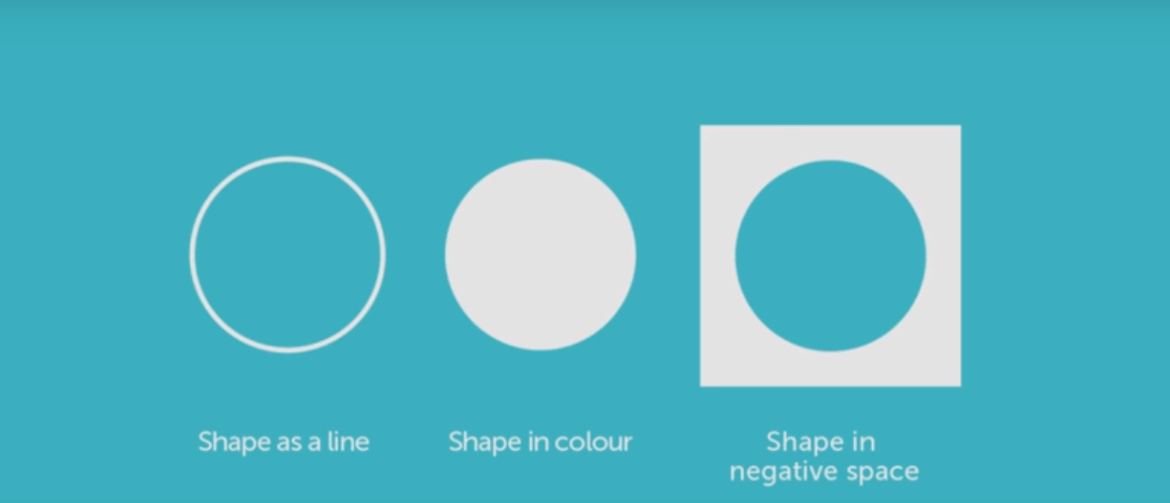 Shape as a line
Shape in colour
Shape in
negative space